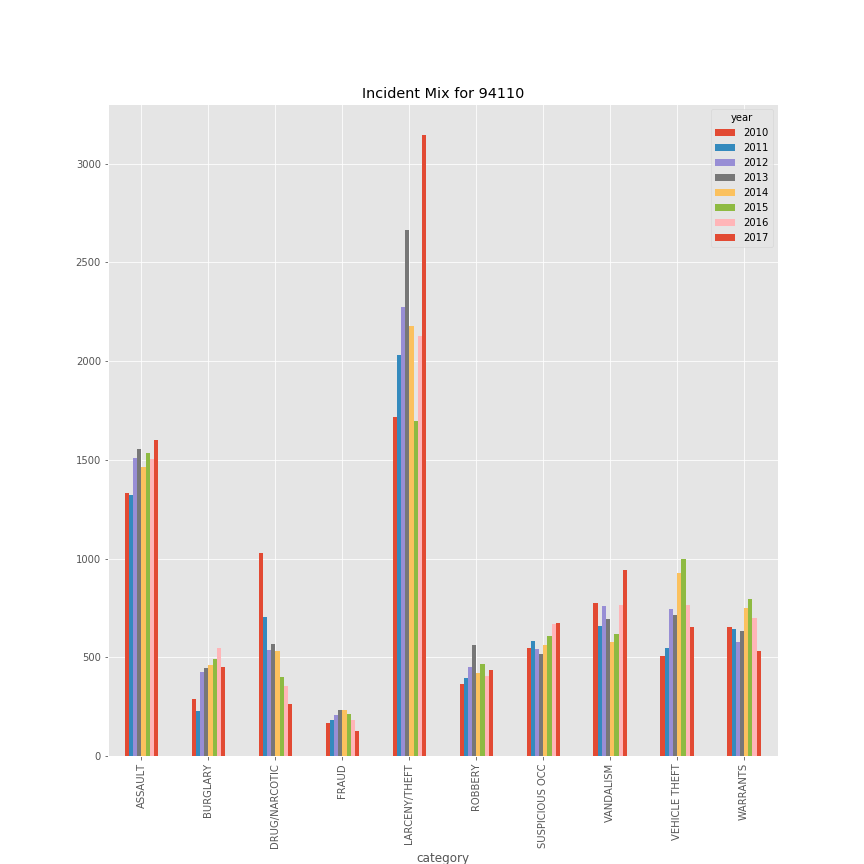 Incident Mix for 94110
year
2010
2011
2012
2013
2014
2015
2016
2017
3000
2500
2000
1500
1000
500
0
ASSAULT
BURGLARY
DRUG/NARCOTIC
FRAUD
LARCENY/THEFT
ROBBERY
SUSPICIOUS OCC
VANDALISM
VEHICLE THEFT
WARRANTS
category